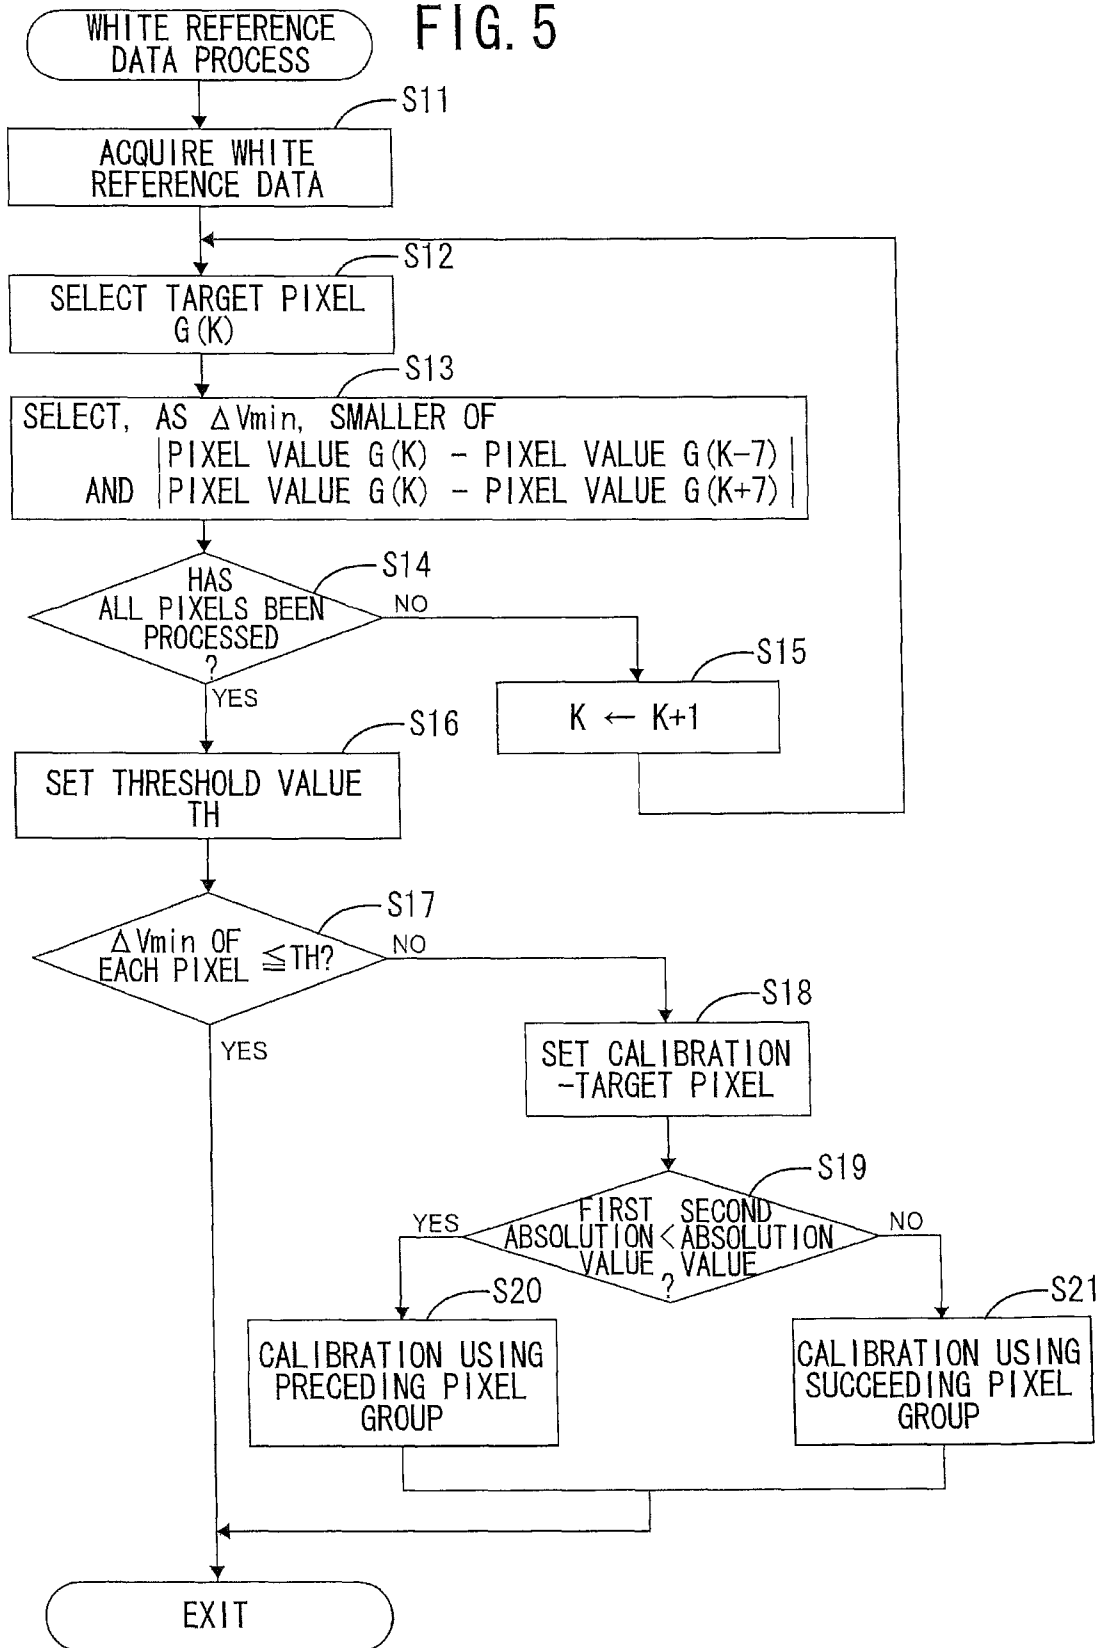 FIG. 5
WHITE REFERENCE
DATA PROCESS
S11
ACQUIRE WHITE
REFERENCE DATA
S12
SELECT TARGET PIXEL
G(K)
S13
SELECT, AS ΔVmin, SMALLER OF
|PIXEL VALUE G(K) - PIXEL VALUE G(K-7)|
AND |PIXEL VALUE G(K) - PIXEL VALUE G(K+7)|
S14
HAS
ALL PIXELS BEEN
PROCESSED
?
NO
YES
S15
K ← K+1
S16
SET THRESHOLD VALUE
TH
S17
ΔVmin OF
EACH PIXEL ≦TH?
NO
YES
S18
SET CALIBRATION
-TARGET PIXEL
S19
FIRST SECOND
ABSOLUTION < ABSOLUTION
VALUE VALUE
?
YES
NO
S20
CALIBRATION USING
PRECEDING PIXEL
GROUP
S21
CALIBRATION USING
SUCCEEDING PIXEL
GROUP
EXIT